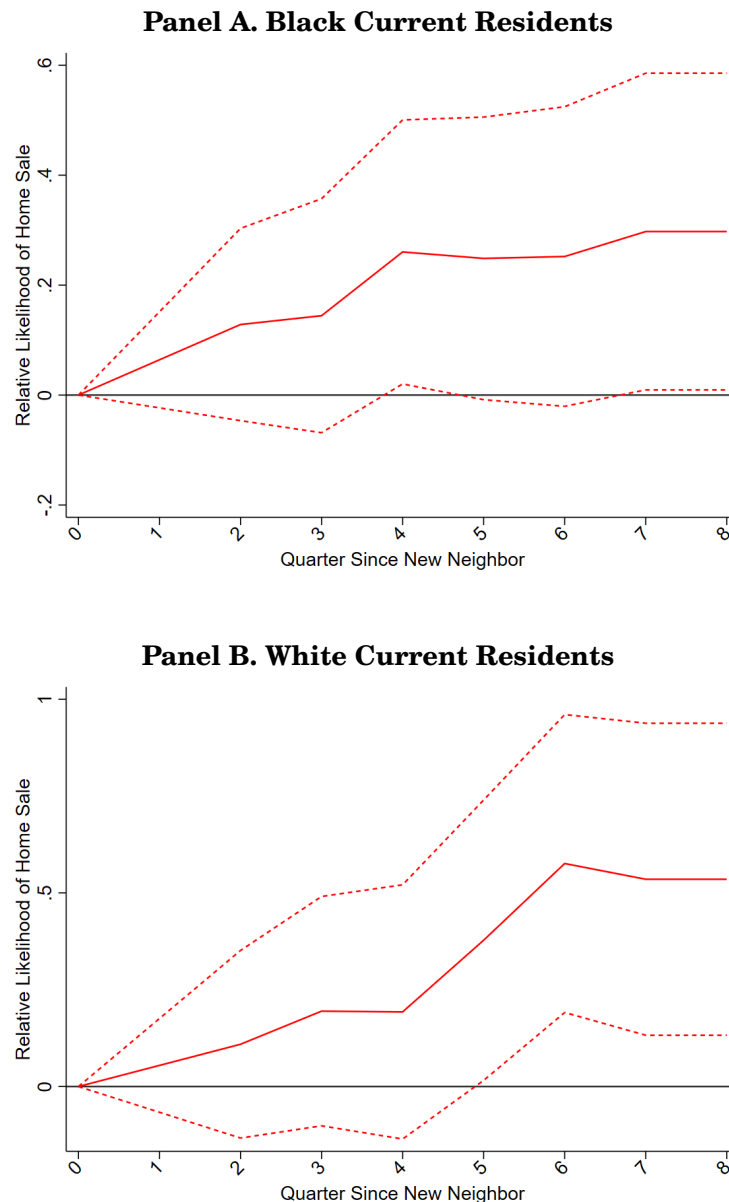 Panel A. Black Current Residents
Relative Likelihood of Home Sale
.6
.4
.2
0
-.2
0 1 2 3 4 5 6 7 8
Quarter Since New Neighbor
Panel B. White Current Residents
Relative Likelihood of Home Sale
1
.5
0
0 1 2 3 4 5 6 7 8
Quarter Since New Neighbor